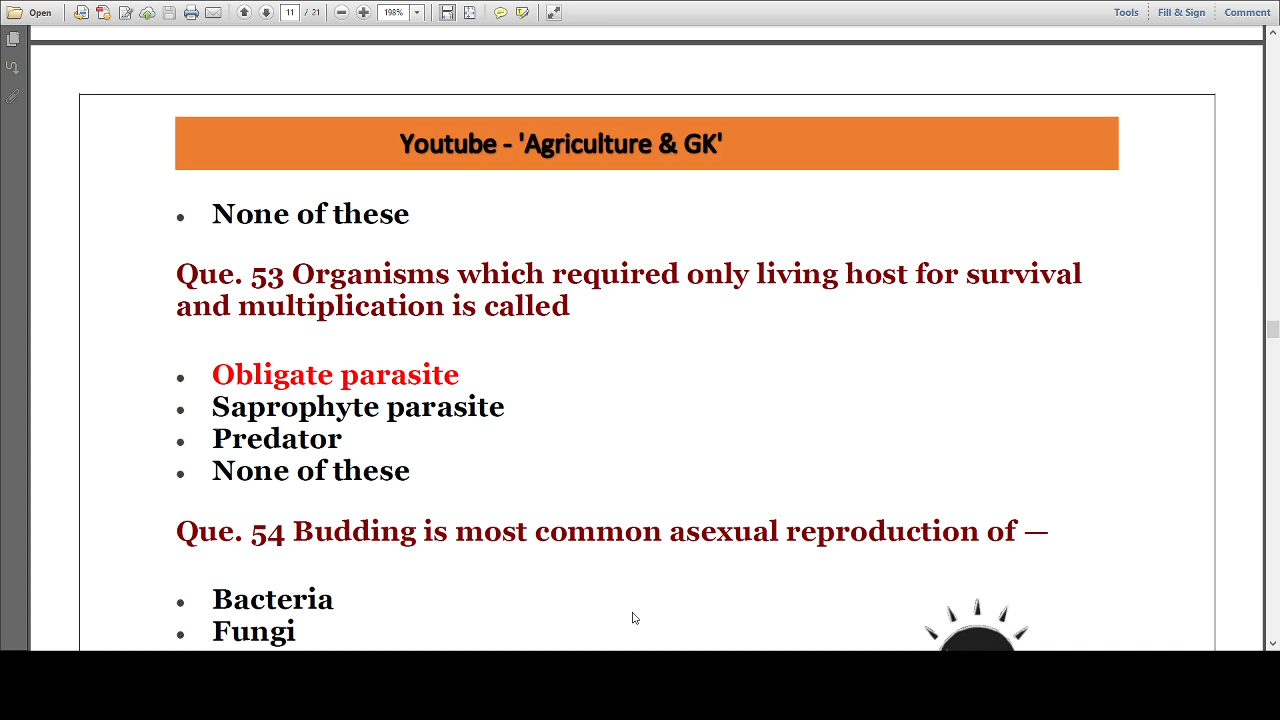 Open
11 / 21
198%
Tools
Fill & Sign
Comment
Youtube - 'Agriculture & GK'
• None of these
Que. 53 Organisms which required only living host for survival
and multiplication is called
• Obligate parasite
• Saprophyte parasite
• Predator
• None of these
Que. 54 Budding is most common asexual reproduction of —
• Bacteria
• Fungi